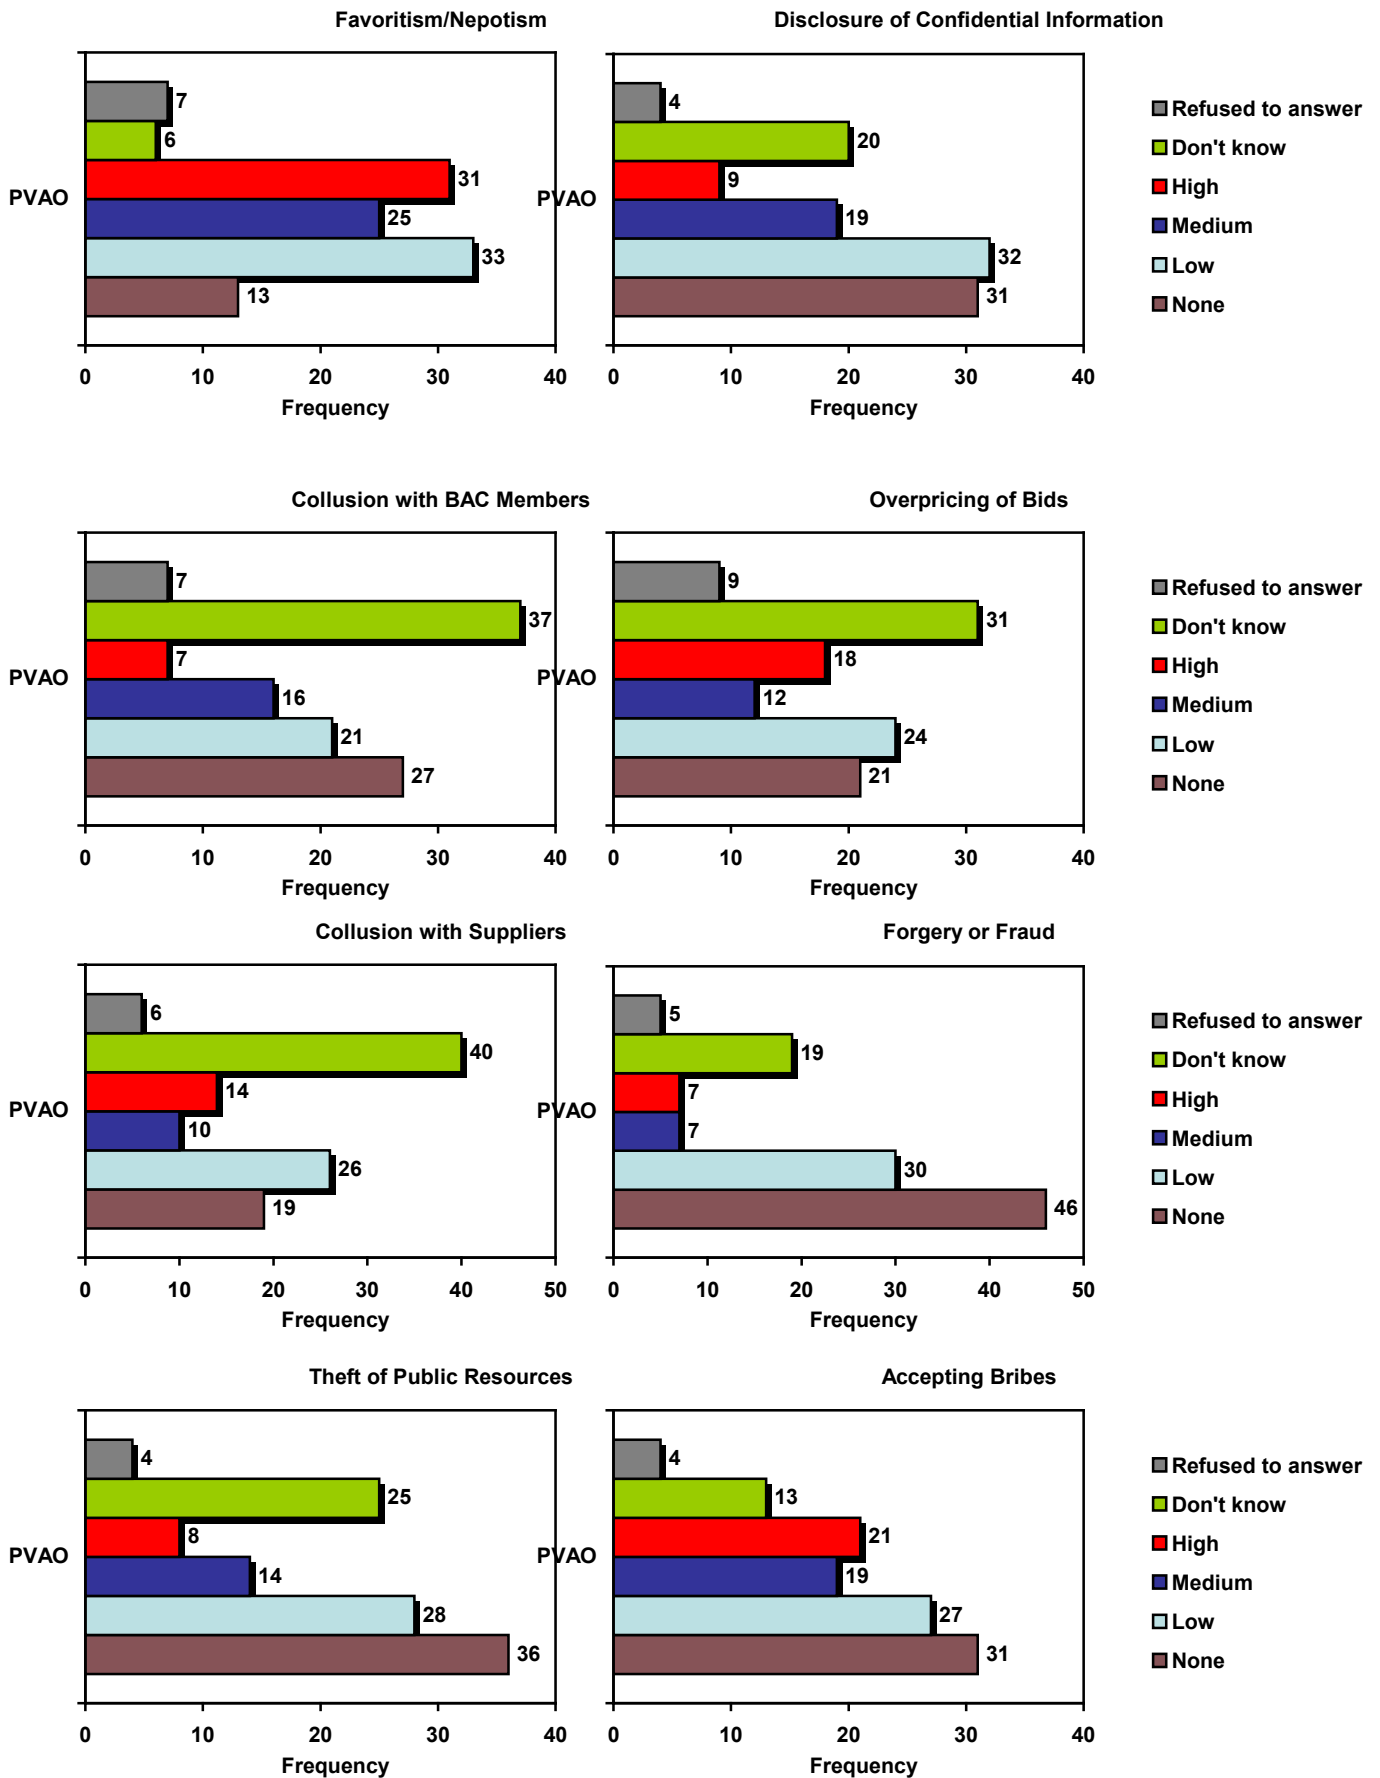 Favoritism/Nepotism
7
6
31
PVAO
25
33
13
0 10 20 30 40
Frequency
Disclosure of Confidential Information
4
20
9
PVAO
19
32
31
0 10 20 30 40
Frequency
Refused to answer
Don't know
High
Medium
Low
None
Collusion with BAC Members
7
37
7
PVAO
16
21
27
0 10 20 30 40
Frequency
Overpricing of Bids
9
31
18
PVAO
12
24
21
0 10 20 30 40
Frequency
Refused to answer
Don't know
High
Medium
Low
None
Collusion with Suppliers
6
40
14
PVAO
10
26
19
0 10 20 30 40 50
Frequency
Forgery or Fraud
5
19
7
PVAO
7
30
46
0 10 20 30 40 50
Frequency
Refused to answer
Don't know
High
Medium
Low
None
Theft of Public Resources
4
25
8
PVAO
14
28
36
0 10 20 30 40
Frequency
Accepting Bribes
4
13
21
PVAO
19
27
31
0 10 20 30 40
Frequency
Refused to answer
Don't know
High
Medium
Low
None